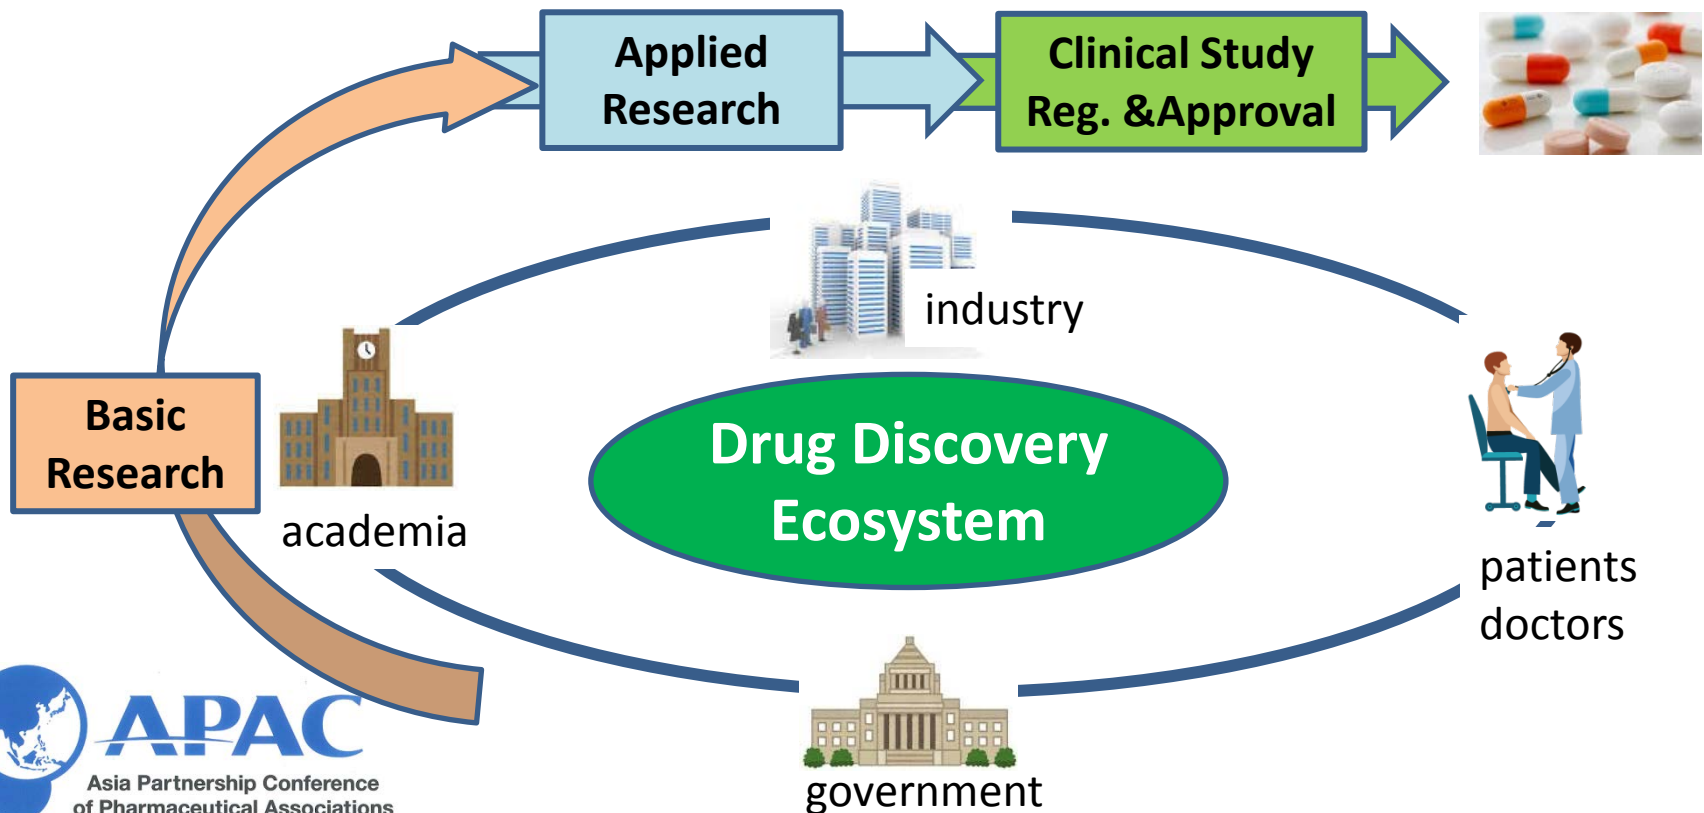 Applied
Research
Clinical Study
Reg. &Approval
industry
Basic
Research
academia
Drug Discovery
Ecosystem
patients
doctors
government
APAC
Asia Partnership Conference
of Pharmaceutical Associations